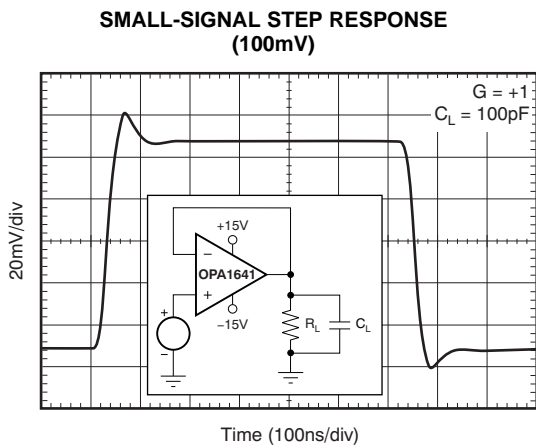 SMALL-SIGNAL STEP RESPONSE
(100mV)
G = +1
C_L = 100pF
20mV/div
+15V
−
OPA1641
+
+
−
−15V
R_L
C_L
Time (100ns/div)